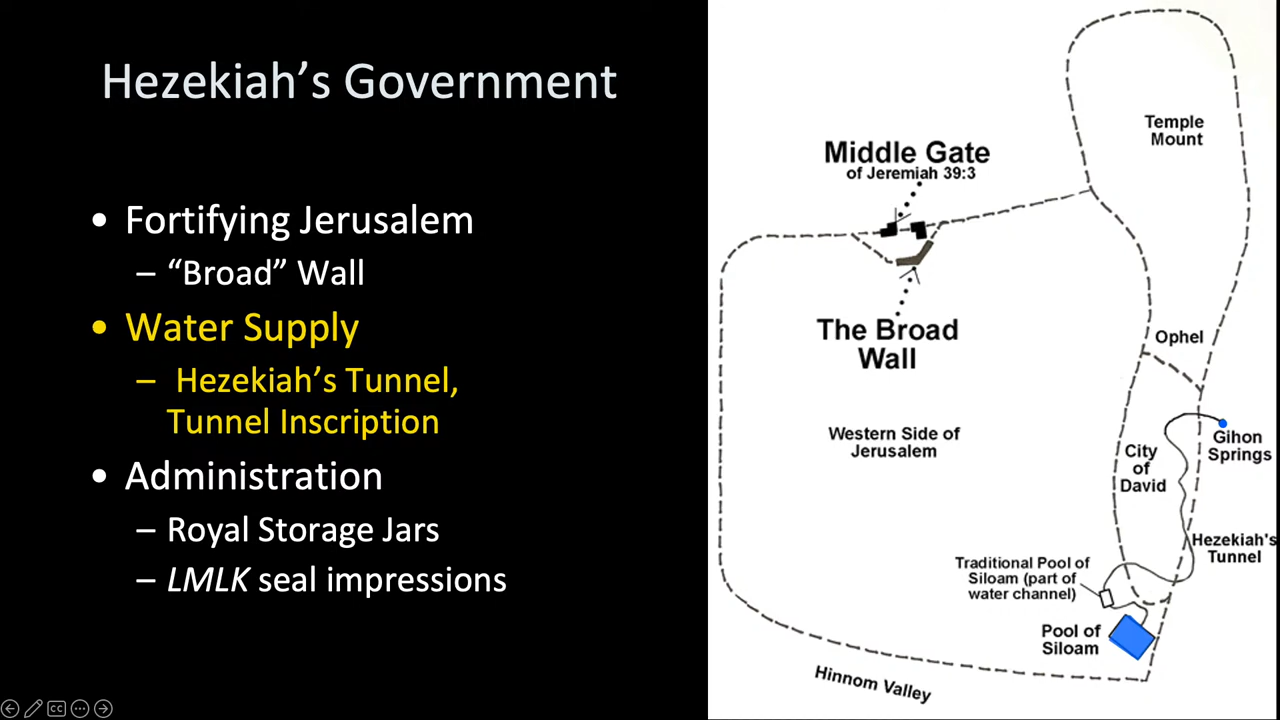 Hezekiah’s Government
• Fortifying Jerusalem
– “Broad” Wall
• Water Supply
– Hezekiah’s Tunnel,
Tunnel Inscription
• Administration
– Royal Storage Jars
– LMLK seal impressions
Temple
Mount
Middle Gate
of Jeremiah 39:3
The Broad
Wall
Ophel
Western Side of
Jerusalem
City
of
David
Gihon
Springs
Hezekiah's
Tunnel
Traditional Pool of
Siloam (part of
water channel)
Pool of
Siloam
Hinnom Valley
CC